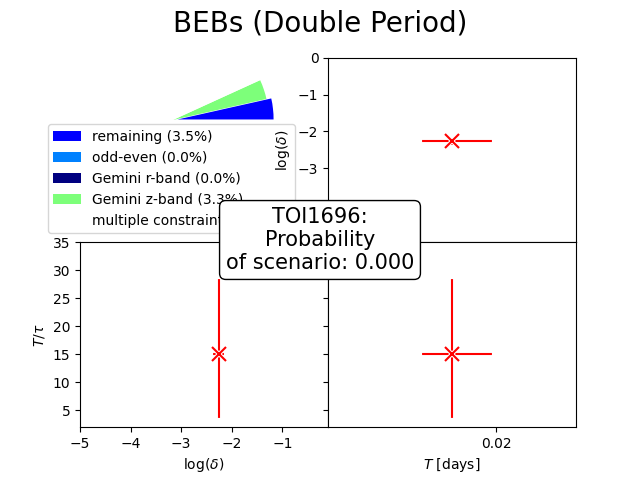 BEBs (Double Period)
remaining (3.5%)
odd-even (0.0%)
Gemini r-band (0.0%)
Gemini z-band (3.3%)
multiple constraint
log(δ)
0
−1
−2
−3
TOI1696:
Probability
of scenario: 0.000
T/τ
35
30
25
20
15
10
5
−5 −4 −3 −2 −1
log(δ)
0.02
T [days]